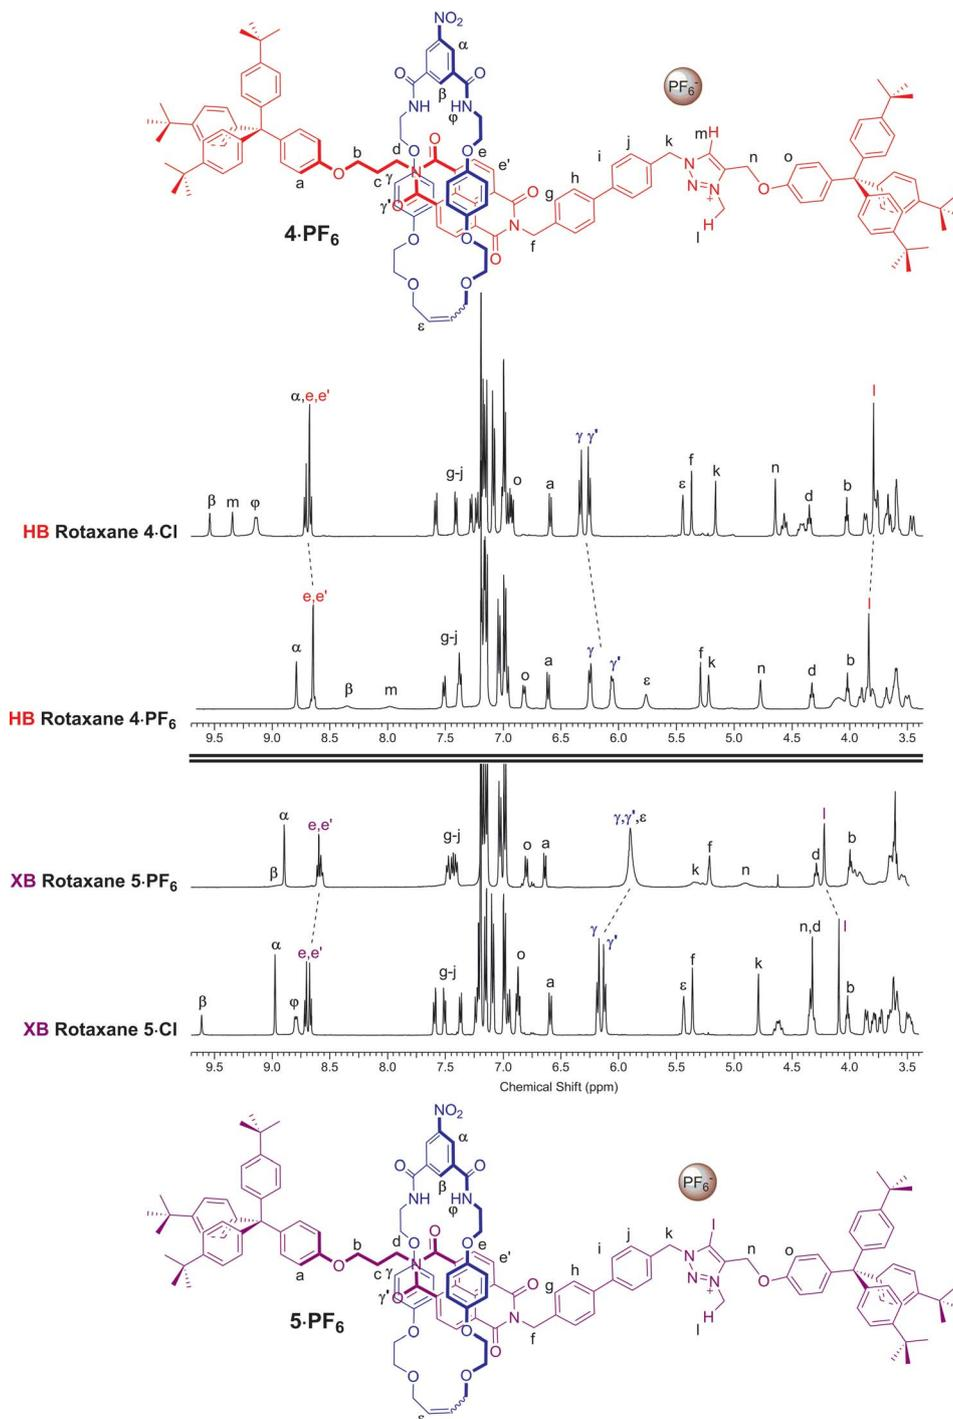 NO₂
α
O
O
β
NH
HN
φ
PF₆⁻
mH
k
j
i
h
g
n
o
N
N
N
+
O
H
l
b
d
e
e'
O
O
O
O
O
N
c
γ
γ'
a
O
O
N
O
f
O
O
O
O
ε
4·PF₆
α,e,e'
β
m
φ
g-j
o
a
γ
γ'
ε
f
k
n
d
b
l
HB Rotaxane 4·Cl
e,e'
α
β
m
g-j
o
a
γ
γ'
ε
f
k
n
d
b
l
HB Rotaxane 4·PF₆
9.5 9.0 8.5 8.0 7.5 7.0 6.5 6.0 5.5 5.0 4.5 4.0 3.5
α
β
e,e'
g-j
o
a
γ,γ',ε
k
f
n
d
l
b
XB Rotaxane 5·PF₆
β
α
φ
e,e'
g-j
o
a
γ
γ'
ε
f
k
n,d
l
b
XB Rotaxane 5·Cl
9.5 9.0 8.5 8.0 7.5 7.0 6.5 6.0 5.5 5.0 4.5 4.0 3.5
Chemical Shift (ppm)
NO₂
α
O
O
β
NH
HN
φ
PF₆⁻
I
k
j
i
h
g
n
o
N
N
N
+
O
H
l
b
d
e
e'
O
O
O
O
O
N
c
γ
γ'
a
O
O
N
O
f
O
O
O
O
ε
5·PF₆